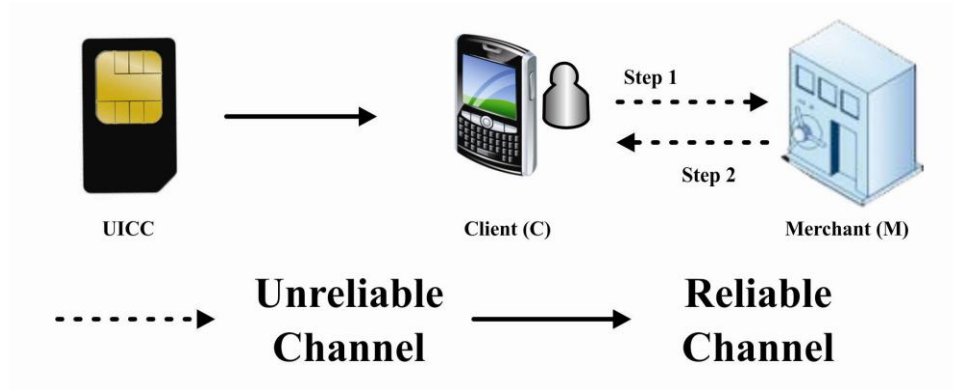 Step 1
Step 2
UICC
Client (C)
Merchant (M)
Unreliable
Channel
Reliable
Channel